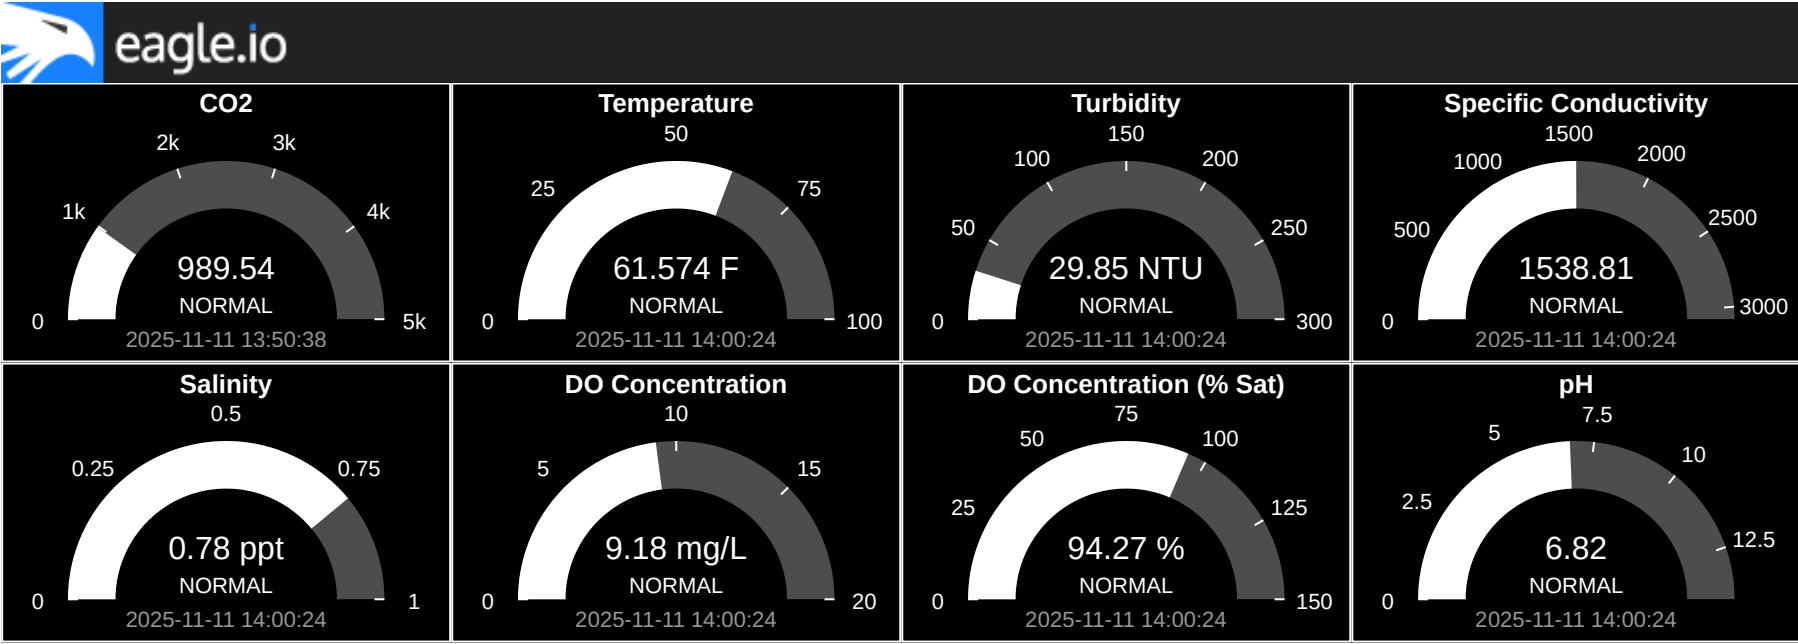 eagle.io
CO2
0
1k
2k
3k
4k
5k
989.54
NORMAL
2025-11-11 13:50:38
Temperature
0
25
50
75
100
61.574 F
NORMAL
2025-11-11 14:00:24
Turbidity
0
50
100
150
200
250
300
29.85 NTU
NORMAL
2025-11-11 14:00:24
Specific Conductivity
0
500
1000
1500
2000
2500
3000
1538.81
NORMAL
2025-11-11 14:00:24
Salinity
0
0.25
0.5
0.75
1
0.78 ppt
NORMAL
2025-11-11 14:00:24
DO Concentration
0
5
10
15
20
9.18 mg/L
NORMAL
2025-11-11 14:00:24
DO Concentration (% Sat)
0
25
50
75
100
125
150
94.27 %
NORMAL
2025-11-11 14:00:24
pH
0
2.5
5
7.5
10
12.5
6.82
NORMAL
2025-11-11 14:00:24